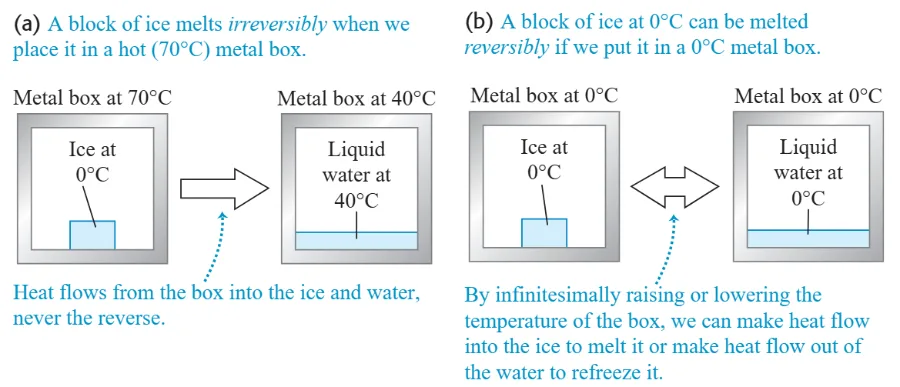 (a) A block of ice melts irreversibly when we
place it in a hot (70°C) metal box.
Metal box at 70°C
Ice at
0°C
Metal box at 40°C
Liquid
water at
40°C
Heat flows from the box into the ice and water,
never the reverse.
(b) A block of ice at 0°C can be melted
reversibly if we put it in a 0°C metal box.
Metal box at 0°C
Ice at
0°C
Metal box at 0°C
Liquid
water at
0°C
By infinitesimally raising or lowering the
temperature of the box, we can make heat flow
into the ice to melt it or make heat flow out of
the water to refreeze it.